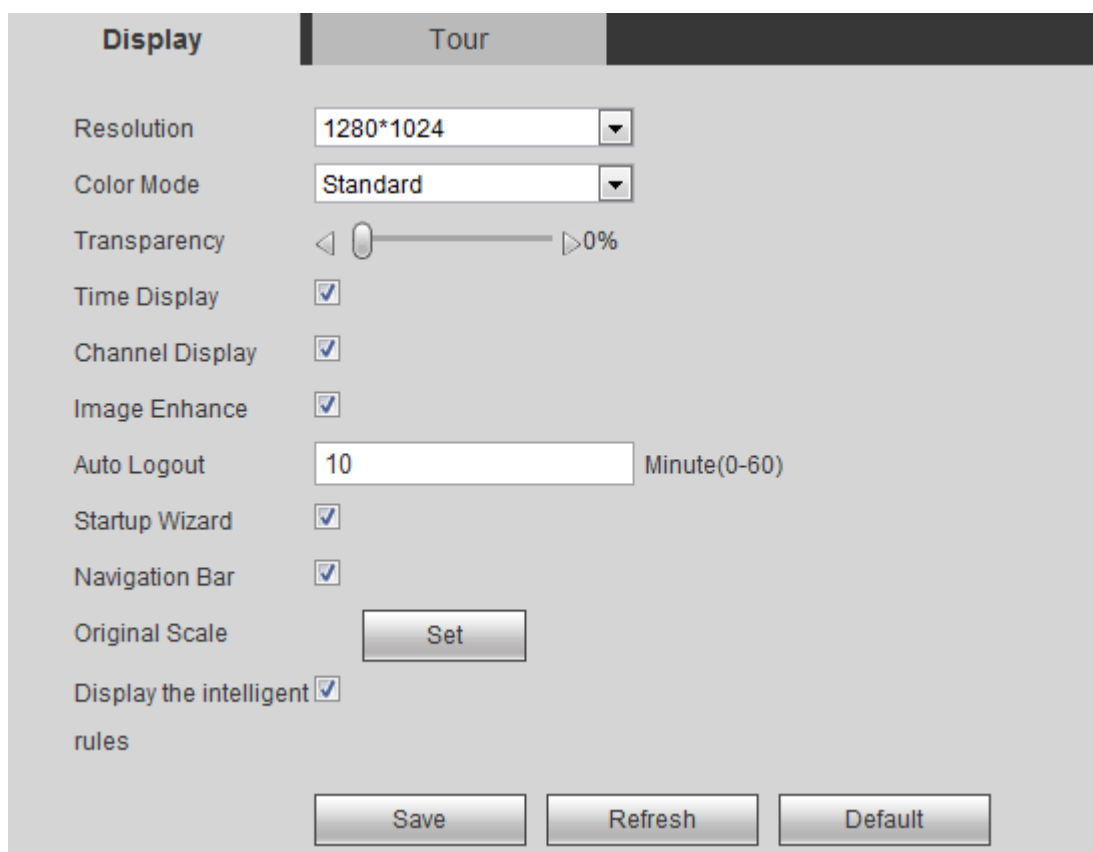 Display Tour
Resolution 1280*1024
Color Mode Standard
Transparency 0%
Time Display
Channel Display
Image Enhance
Auto Logout 10 Minute(0-60)
Startup Wizard
Navigation Bar
Original Scale Set
Display the intelligent
rules
Save Refresh Default